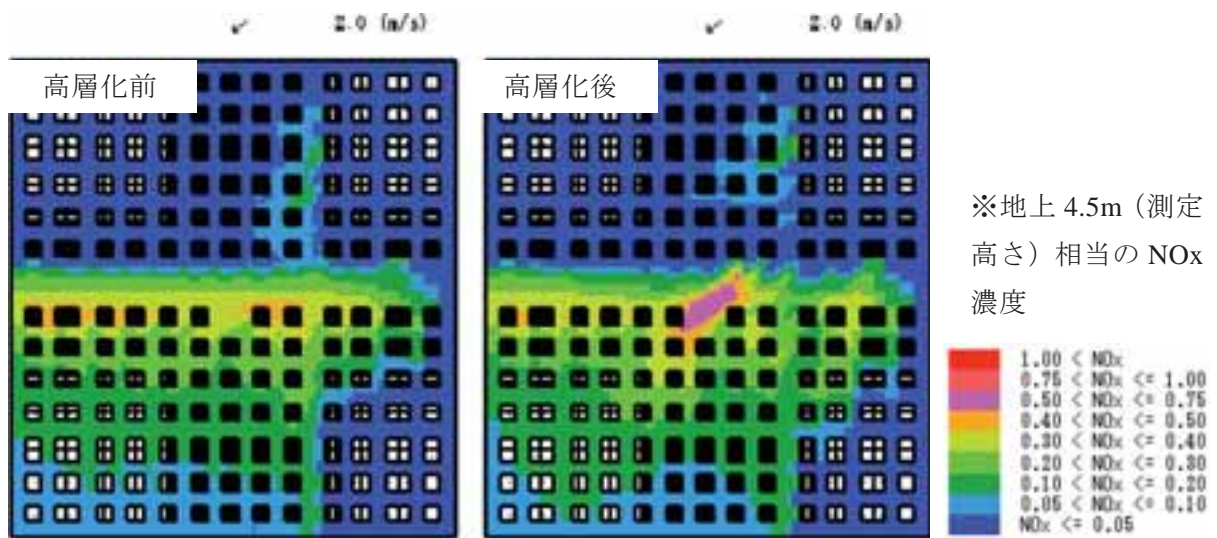 2.0 (m/s)
2.0 (m/s)
高層化前
高層化後
※地上 4.5m（測定
高さ）相当の NOx
濃度
1.00 < NOx
0.75 < NOx <= 1.00
0.50 < NOx <= 0.75
0.40 < NOx <= 0.50
0.30 < NOx <= 0.40
0.20 < NOx <= 0.30
0.10 < NOx <= 0.20
0.05 < NOx <= 0.10
NOx <= 0.05